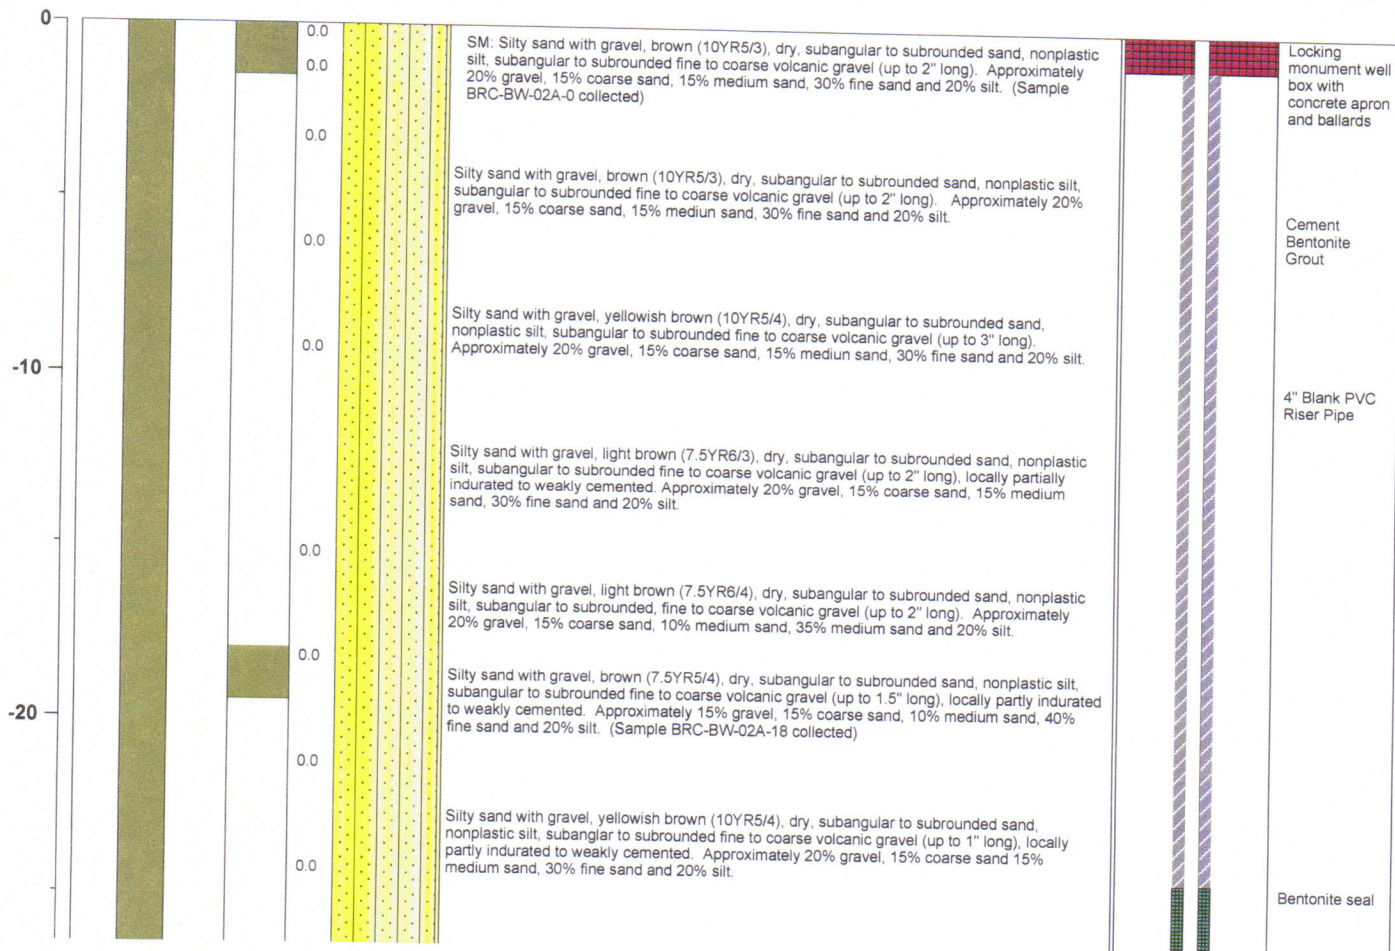 0
0.0
SM: Silty sand with gravel, brown (10YR5/3), dry, subangular to subrounded sand, nonplastic
silt, subangular to subrounded fine to coarse volcanic gravel (up to 2" long). Approximately
20% gravel, 15% coarse sand, 15% medium sand, 30% fine sand and 20% silt. (Sample
BRC-BW-02A-0 collected)
Locking
monument well
box with
concrete apron
and ballards
0.0
0.0
Silty sand with gravel, brown (10YR5/3), dry, subangular to subrounded sand, nonplastic silt,
subangular to subrounded fine to coarse volcanic gravel (up to 2" long). Approximately 20%
gravel, 15% coarse sand, 15% mediun sand, 30% fine sand and 20% silt.
0.0
Cement
Bentonite
Grout
Silty sand with gravel, yellowish brown (10YR5/4), dry, subangular to subrounded sand,
nonplastic silt, subangular to subrounded fine to coarse volcanic gravel (up to 3" long).
Approximately 20% gravel, 15% coarse sand, 15% mediun sand, 30% fine sand and 20% silt.
0.0
-10
4" Blank PVC
Riser Pipe
Silty sand with gravel, light brown (7.5YR6/3), dry, subangular to subrounded sand, nonplastic
silt, subangular to subrounded fine to coarse volcanic gravel (up to 2" long), locally partially
indurated to weakly cemented. Approximately 20% gravel, 15% coarse sand, 15% medium
sand, 30% fine sand and 20% silt.
0.0
Silty sand with gravel, light brown (7.5YR6/4), dry, subangular to subrounded sand, nonplastic
silt, subangular to subrounded, fine to coarse volcanic gravel (up to 2" long). Approximately
20% gravel, 15% coarse sand, 10% medium sand, 35% medium sand and 20% silt.
0.0
Silty sand with gravel, brown (7.5YR5/4), dry, subangular to subrounded sand, nonplastic silt,
subangular to subrounded fine to coarse volcanic gravel (up to 1.5" long), locally partly indurated
to weakly cemented. Approximately 15% gravel, 15% coarse sand, 10% medium sand, 40%
fine sand and 20% silt. (Sample BRC-BW-02A-18 collected)
-20
0.0
Silty sand with gravel, yellowish brown (10YR5/4), dry, subangular to subrounded sand,
nonplastic silt, subanglar to subrounded fine to coarse volcanic gravel (up to 1" long), locally
partly indurated to weakly cemented. Approximately 20% gravel, 15% coarse sand 15%
medium sand, 30% fine sand and 20% silt.
0.0
Bentonite seal